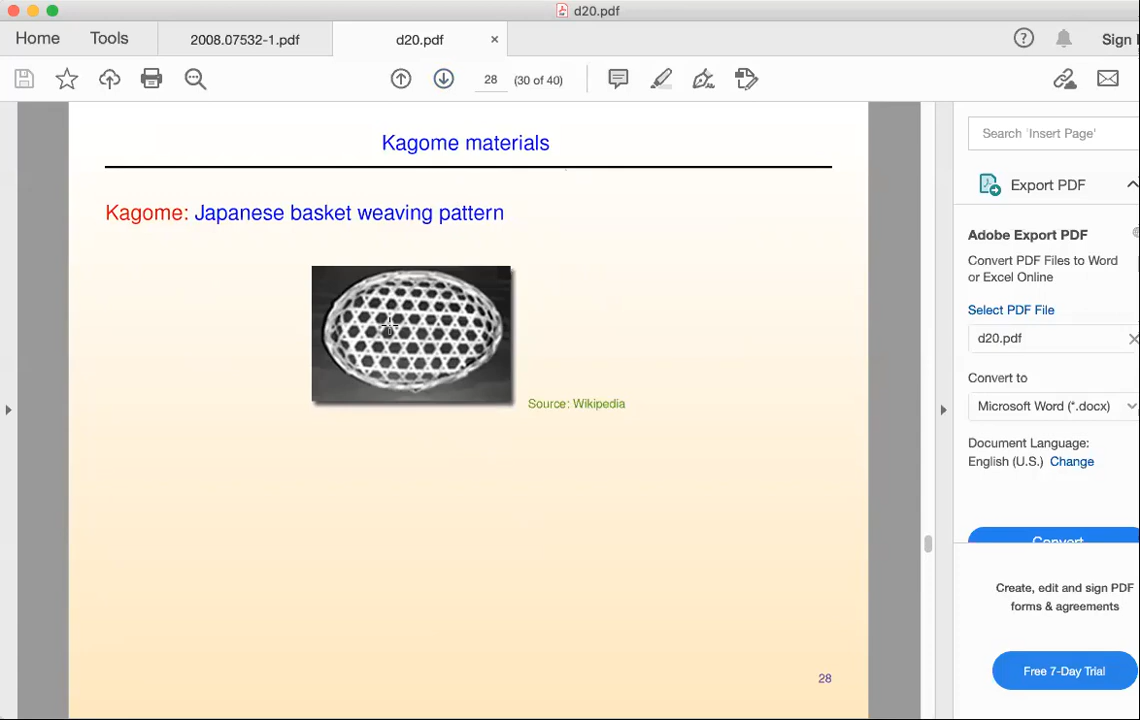 d20.pdf
Home
Tools
2008.07532-1.pdf
d20.pdf
Sign
28
(30 of 40)
Kagome materials
Kagome: Japanese basket weaving pattern
Source: Wikipedia
28
Search 'Insert Page'
Export PDF
Adobe Export PDF
Convert PDF Files to Word
or Excel Online
Select PDF File
d20.pdf
Convert to
Microsoft Word (*.docx)
Document Language:
English (U.S.) Change
Convert
Create, edit and sign PDF
forms & agreements
Free 7-Day Trial